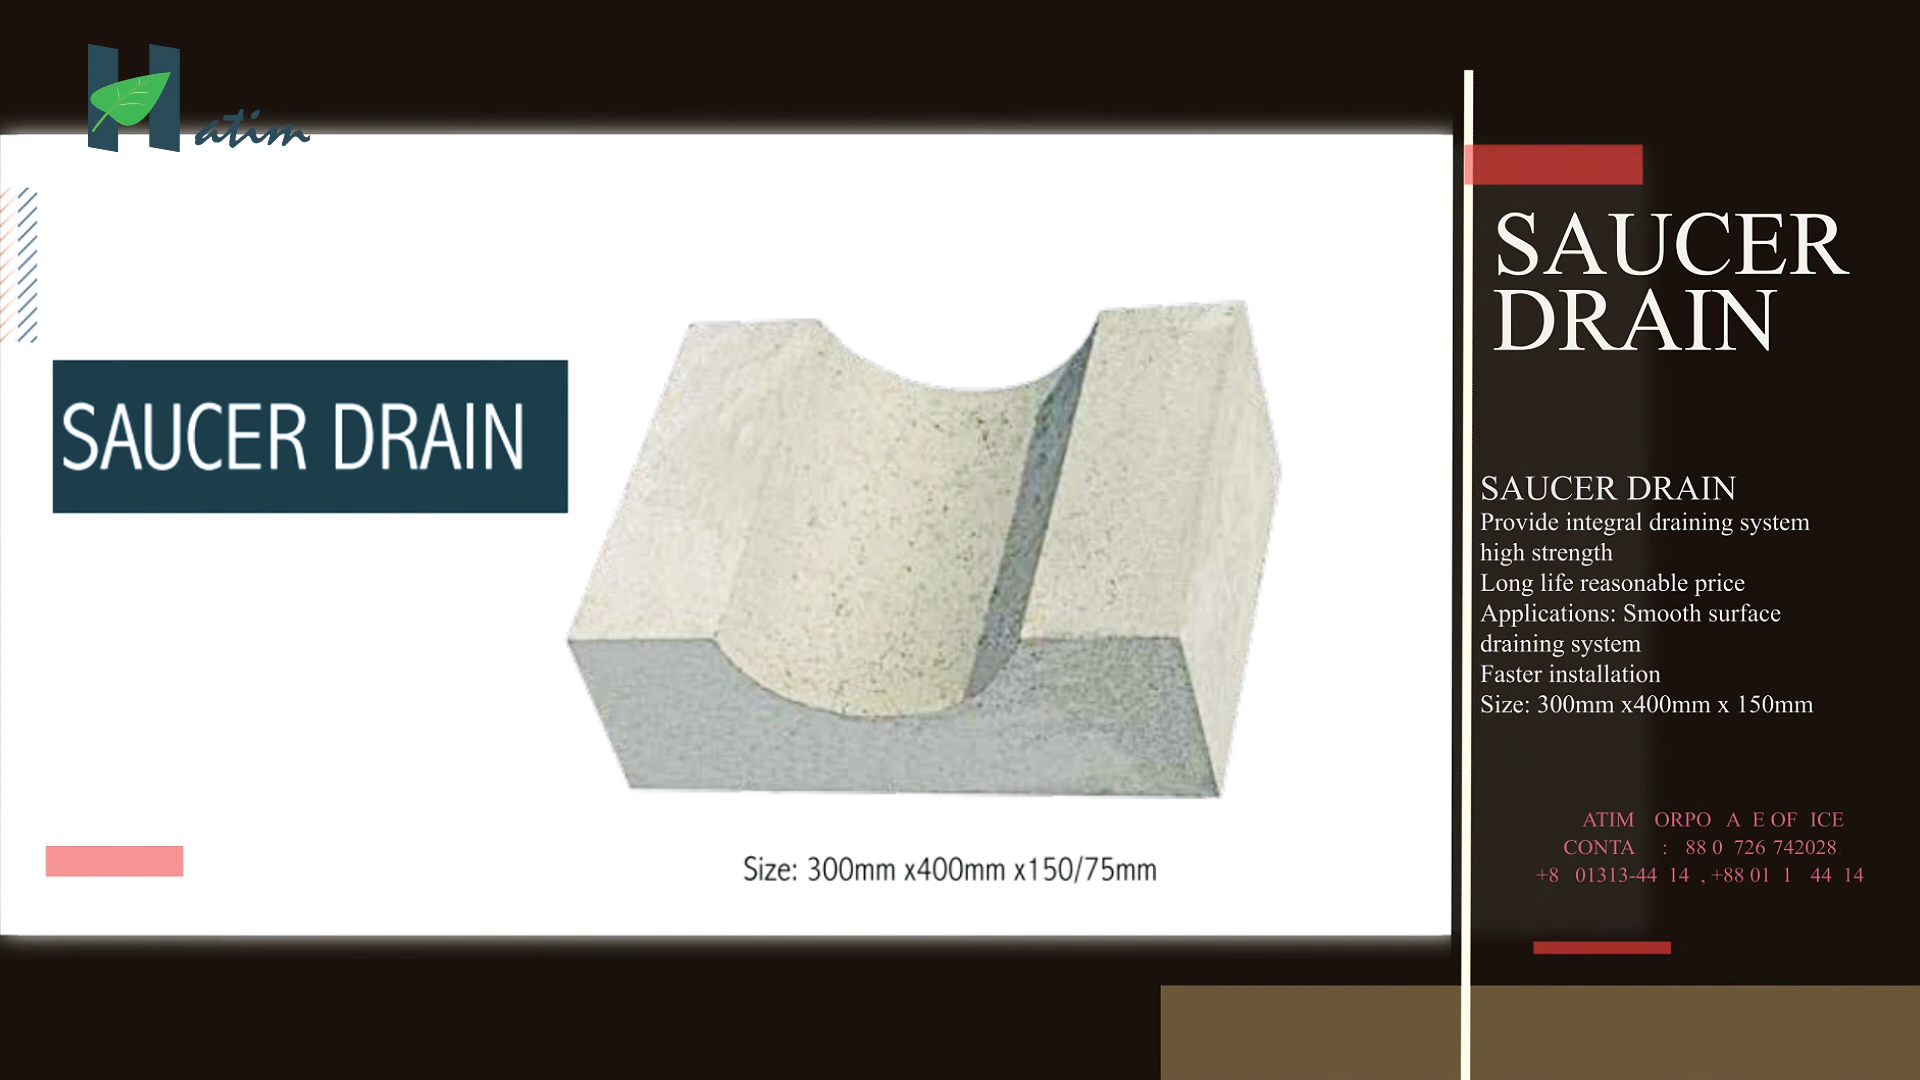 Hatim
SAUCER DRAIN
Size: 300mm x400mm x150/75mm
SAUCER
DRAIN
SAUCER DRAIN
Provide integral draining system
high strength
Long life reasonable price
Applications: Smooth surface
draining system
Faster installation
Size: 300mm x400mm x 150mm